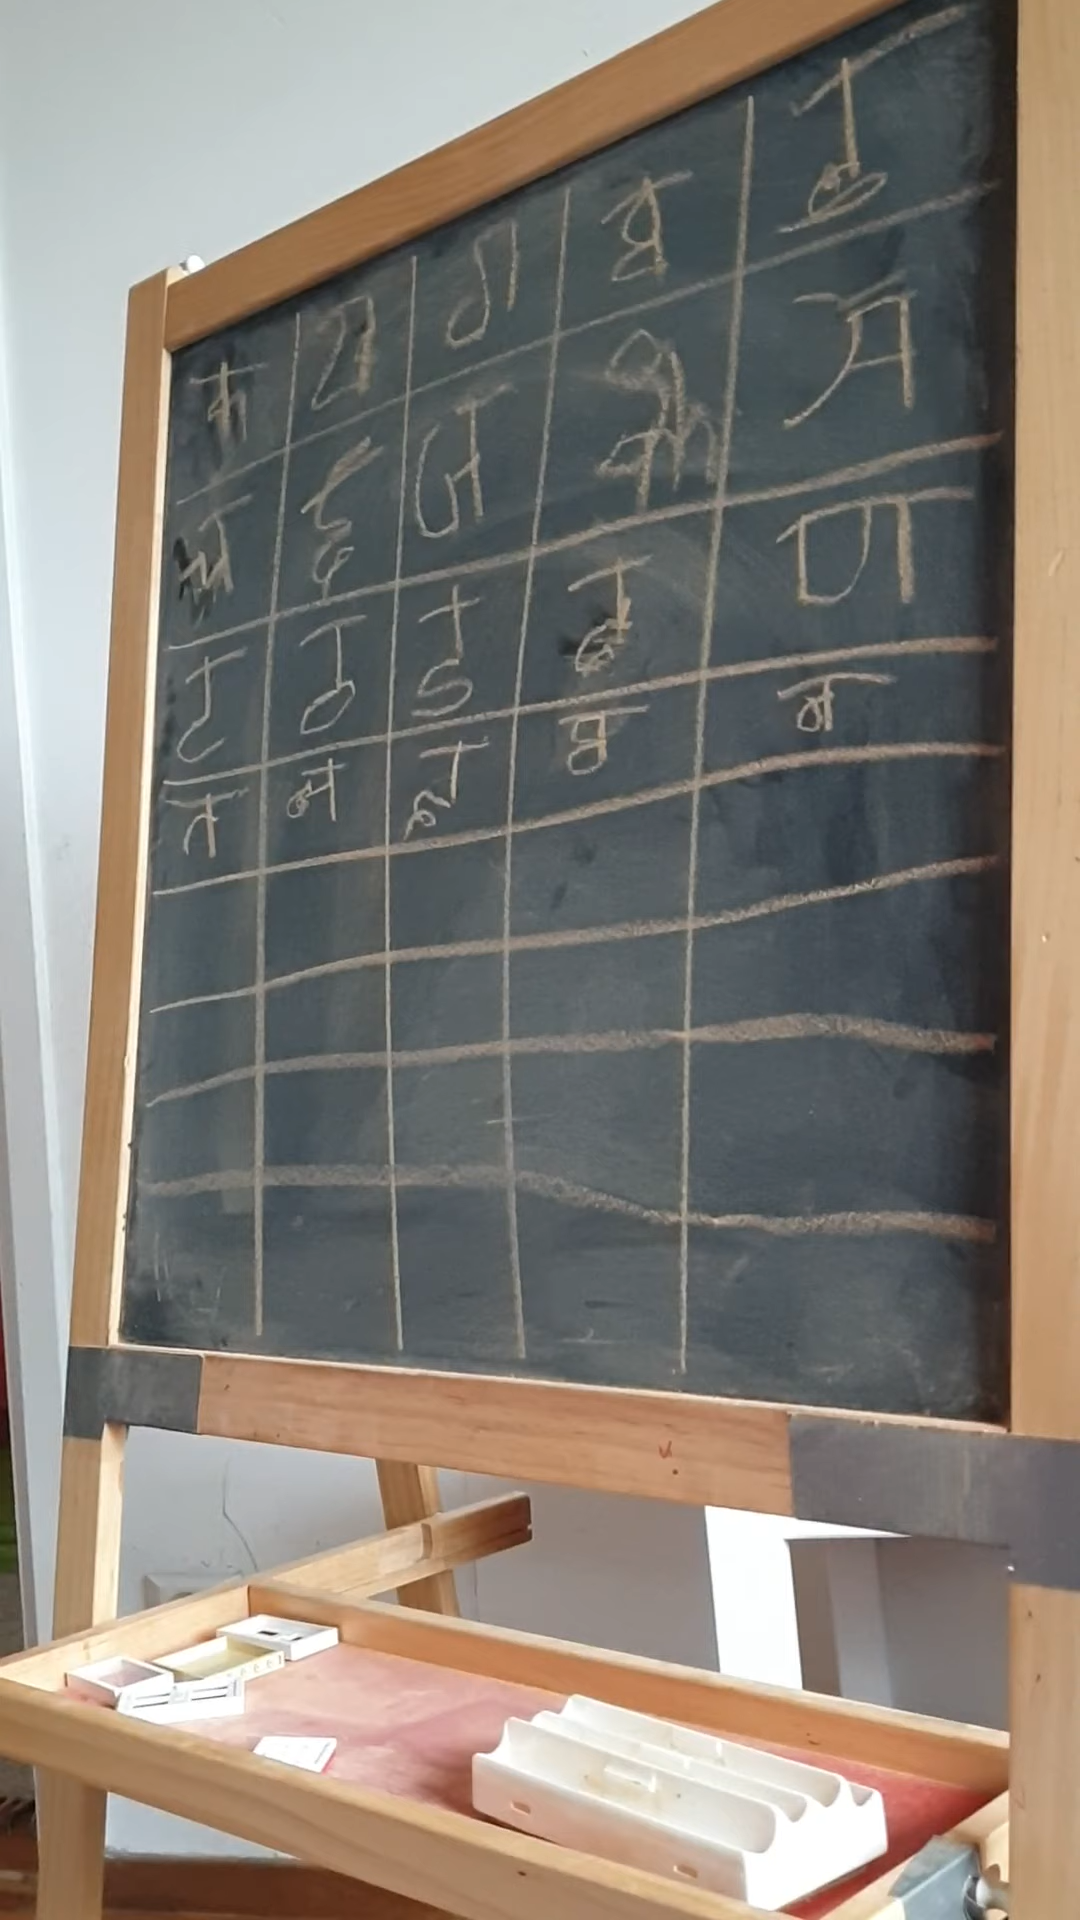 क ख ग घ ङ
च छ ज झ ञ
ट ठ ड ढ ण
त थ द ध न